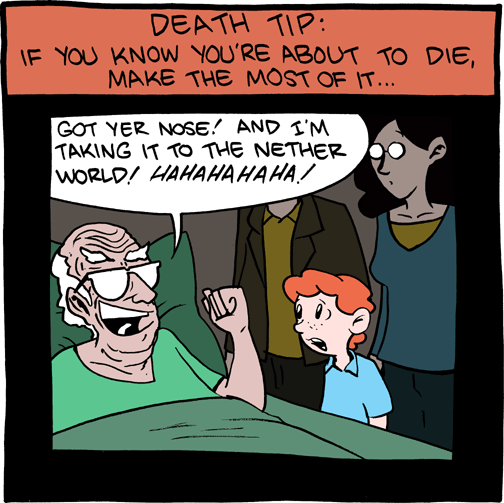 DEATH TIP:
IF YOU KNOW YOU'RE ABOUT TO DIE,
MAKE THE MOST OF IT...
GOT YER NOSE! AND I'M
TAKING IT TO THE NETHER
WORLD! HAHAHAHAHA!